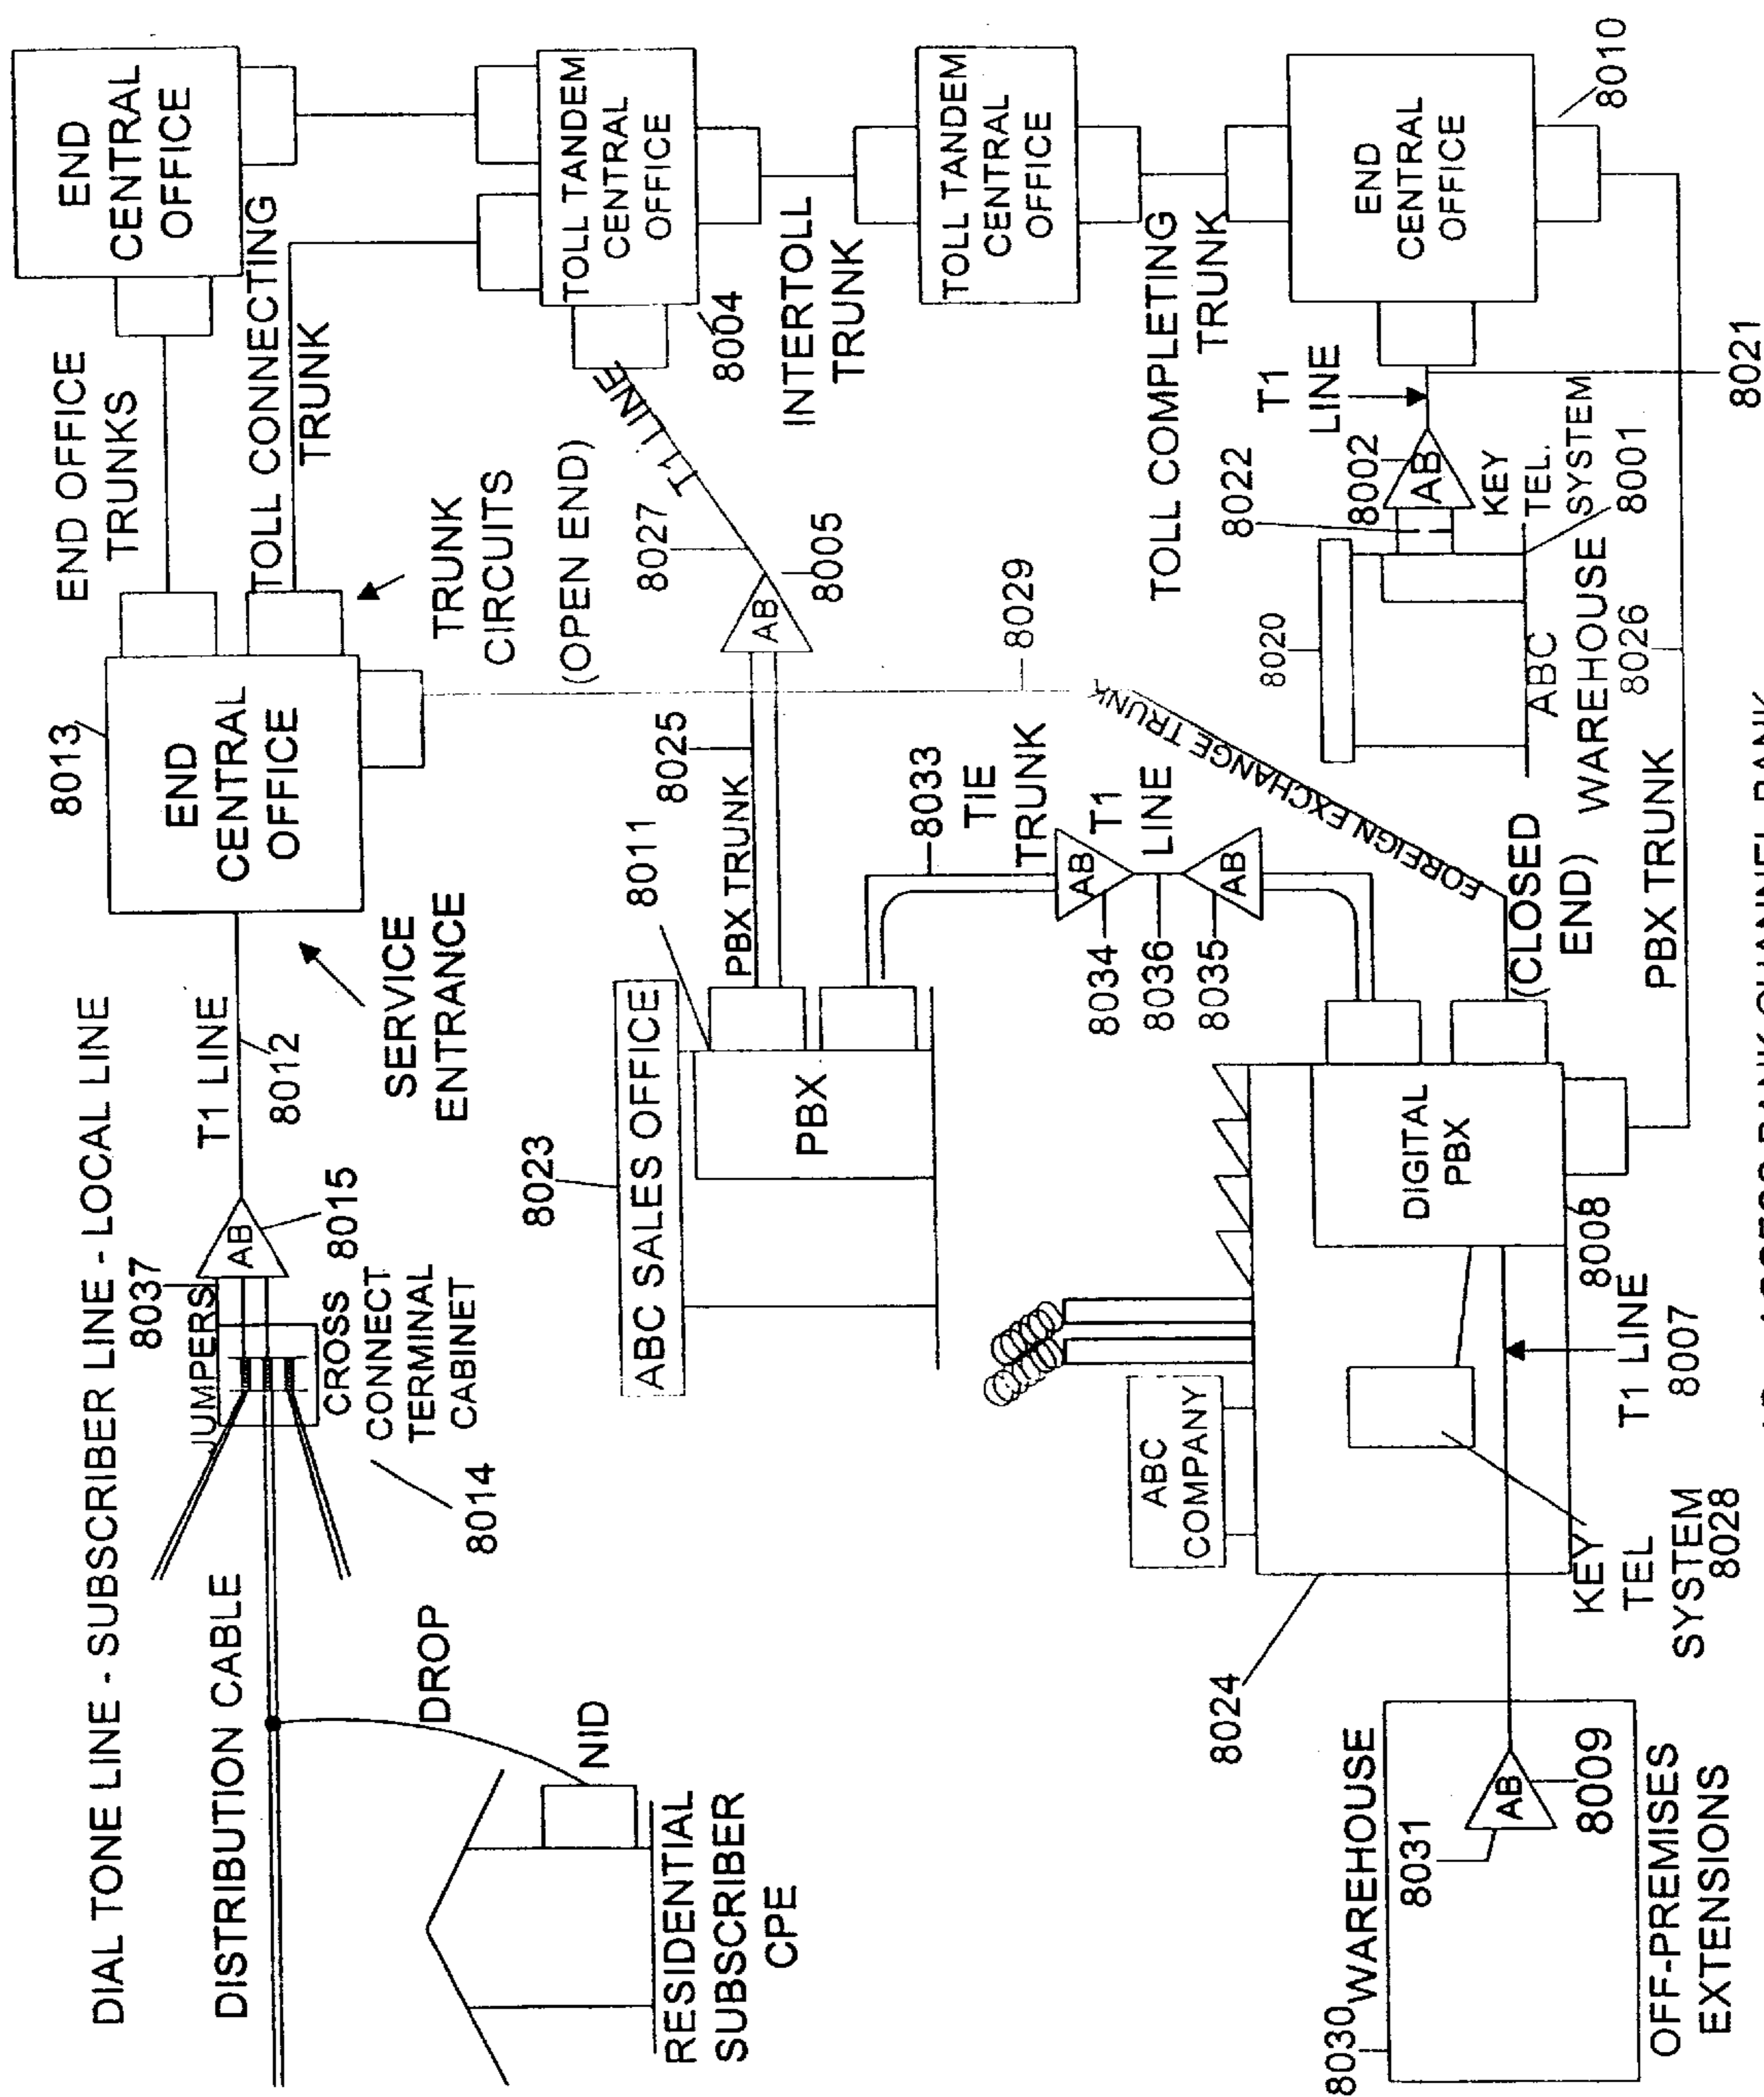 DIAL TONE LINE - SUBSCRIBER LINE - LOCAL LINE
DISTRIBUTION CABLE
DROP
NID
RESIDENTIAL
SUBSCRIBER
CPE
JUMPERS
8037
AB
8015
CROSS
CONNECT
TERMINAL
CABINET
8014
T1 LINE
8012
SERVICE
ENTRANCE
8013
END
CENTRAL
OFFICE
END OFFICE
TRUNKS
END
CENTRAL
OFFICE
TOLL CONNECTING
TRUNK
TRUNK
CIRCUITS
(OPEN END)
TOLL TANDEM
CENTRAL
OFFICE
8004
T1 LINE
8027
AB
8005
INTERTOLL
TRUNK
TOLL TANDEM
CENTRAL
OFFICE
TOLL COMPLETING
TRUNK
END
CENTRAL
OFFICE
8010
8023
ABC SALES OFFICE
PBX
8011
PBX TRUNK
8025
8029
FOREIGN EXCHANGE TRUNK
8033
TIE
TRUNK
AB
8034
T1
LINE
8036
AB
8035
8020
8022
8002
AB
T1
LINE
8021
KEY
TEL.
SYSTEM
8001
ABC
WAREHOUSE
8026
PBX TRUNK
(CLOSED
END)
ABC
COMPANY
8024
DIGITAL
PBX
8008
T1 LINE
8007
KEY
TEL
SYSTEM
8028
8030
WAREHOUSE
8031
AB
8009
OFF-PREMISES
EXTENSIONS